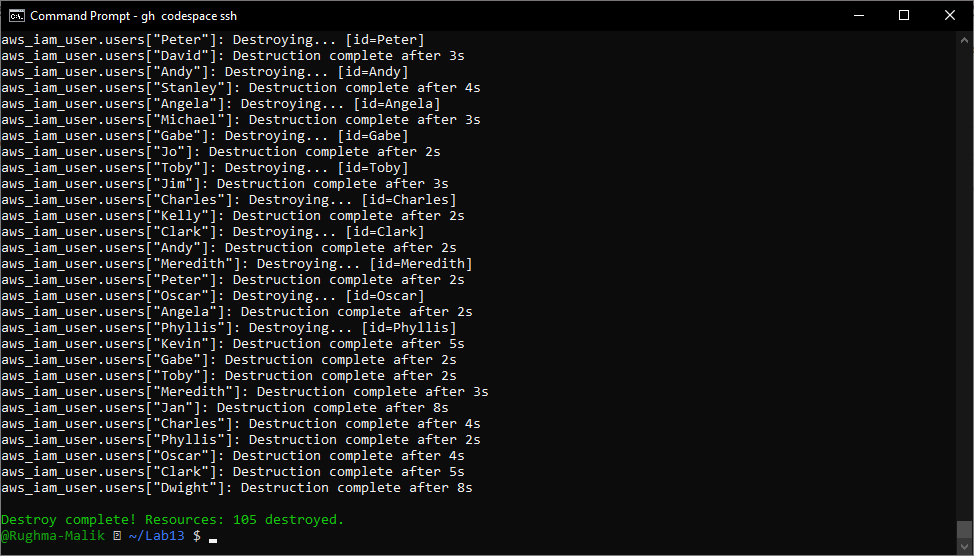 Command Prompt - gh codespace ssh
aws_iam_user.users["Peter"]: Destroying... [id=Peter]
aws_iam_user.users["David"]: Destruction complete after 3s
aws_iam_user.users["Andy"]: Destroying... [id=Andy]
aws_iam_user.users["Stanley"]: Destruction complete after 4s
aws_iam_user.users["Angela"]: Destroying... [id=Angela]
aws_iam_user.users["Michael"]: Destruction complete after 3s
aws_iam_user.users["Gabe"]: Destroying... [id=Gabe]
aws_iam_user.users["Jo"]: Destruction complete after 2s
aws_iam_user.users["Toby"]: Destroying... [id=Toby]
aws_iam_user.users["Jim"]: Destruction complete after 3s
aws_iam_user.users["Charles"]: Destroying... [id=Charles]
aws_iam_user.users["Kelly"]: Destruction complete after 2s
aws_iam_user.users["Clark"]: Destroying... [id=Clark]
aws_iam_user.users["Andy"]: Destruction complete after 2s
aws_iam_user.users["Meredith"]: Destroying... [id=Meredith]
aws_iam_user.users["Peter"]: Destruction complete after 2s
aws_iam_user.users["Oscar"]: Destroying... [id=Oscar]
aws_iam_user.users["Angela"]: Destruction complete after 2s
aws_iam_user.users["Phyllis"]: Destroying... [id=Phyllis]
aws_iam_user.users["Kevin"]: Destruction complete after 5s
aws_iam_user.users["Gabe"]: Destruction complete after 2s
aws_iam_user.users["Toby"]: Destruction complete after 2s
aws_iam_user.users["Meredith"]: Destruction complete after 3s
aws_iam_user.users["Jan"]: Destruction complete after 8s
aws_iam_user.users["Charles"]: Destruction complete after 4s
aws_iam_user.users["Phyllis"]: Destruction complete after 2s
aws_iam_user.users["Oscar"]: Destruction complete after 4s
aws_iam_user.users["Clark"]: Destruction complete after 5s
aws_iam_user.users["Dwight"]: Destruction complete after 8s
Destroy complete! Resources: 105 destroyed.
@Rughma-Malik ~/Lab13 $